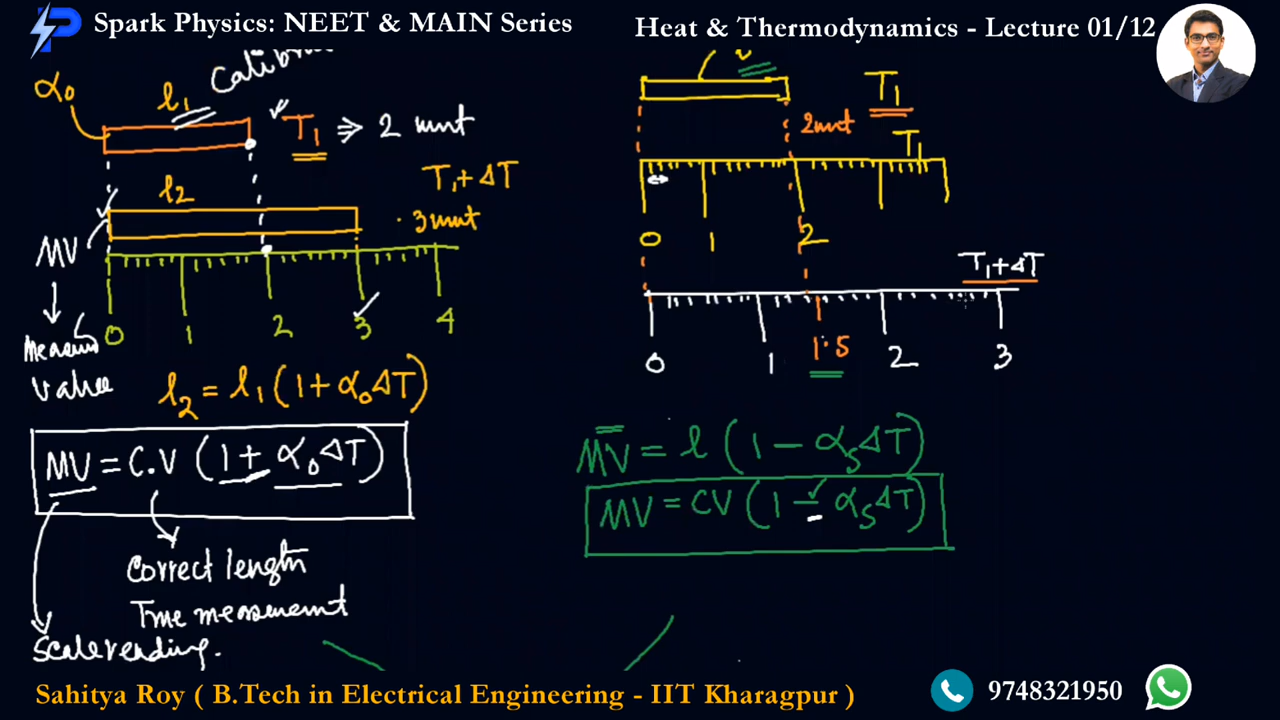 Spark Physics: NEET & MAIN Series
Heat & Thermodynamics - Lecture 01/12
α₀
l₁
T₁ ⇒ 2 unit
l₂
T₁+ΔT
· 3 unit
MV
0 1 2 3 4
value
l₂ = l₁ (1 + α₀ΔT)
MV = C.V (1 + α₀ΔT)
Correct length
True measurement
Scale reading.
T₁
2 unit
T₁
0 1 2
T₁+ΔT
0 1 1.5 2 3
MV = l (1 − αₛΔT)
MV = CV (1 − αₛΔT)
Sahitya Roy ( B.Tech in Electrical Engineering - IIT Kharagpur )
9748321950